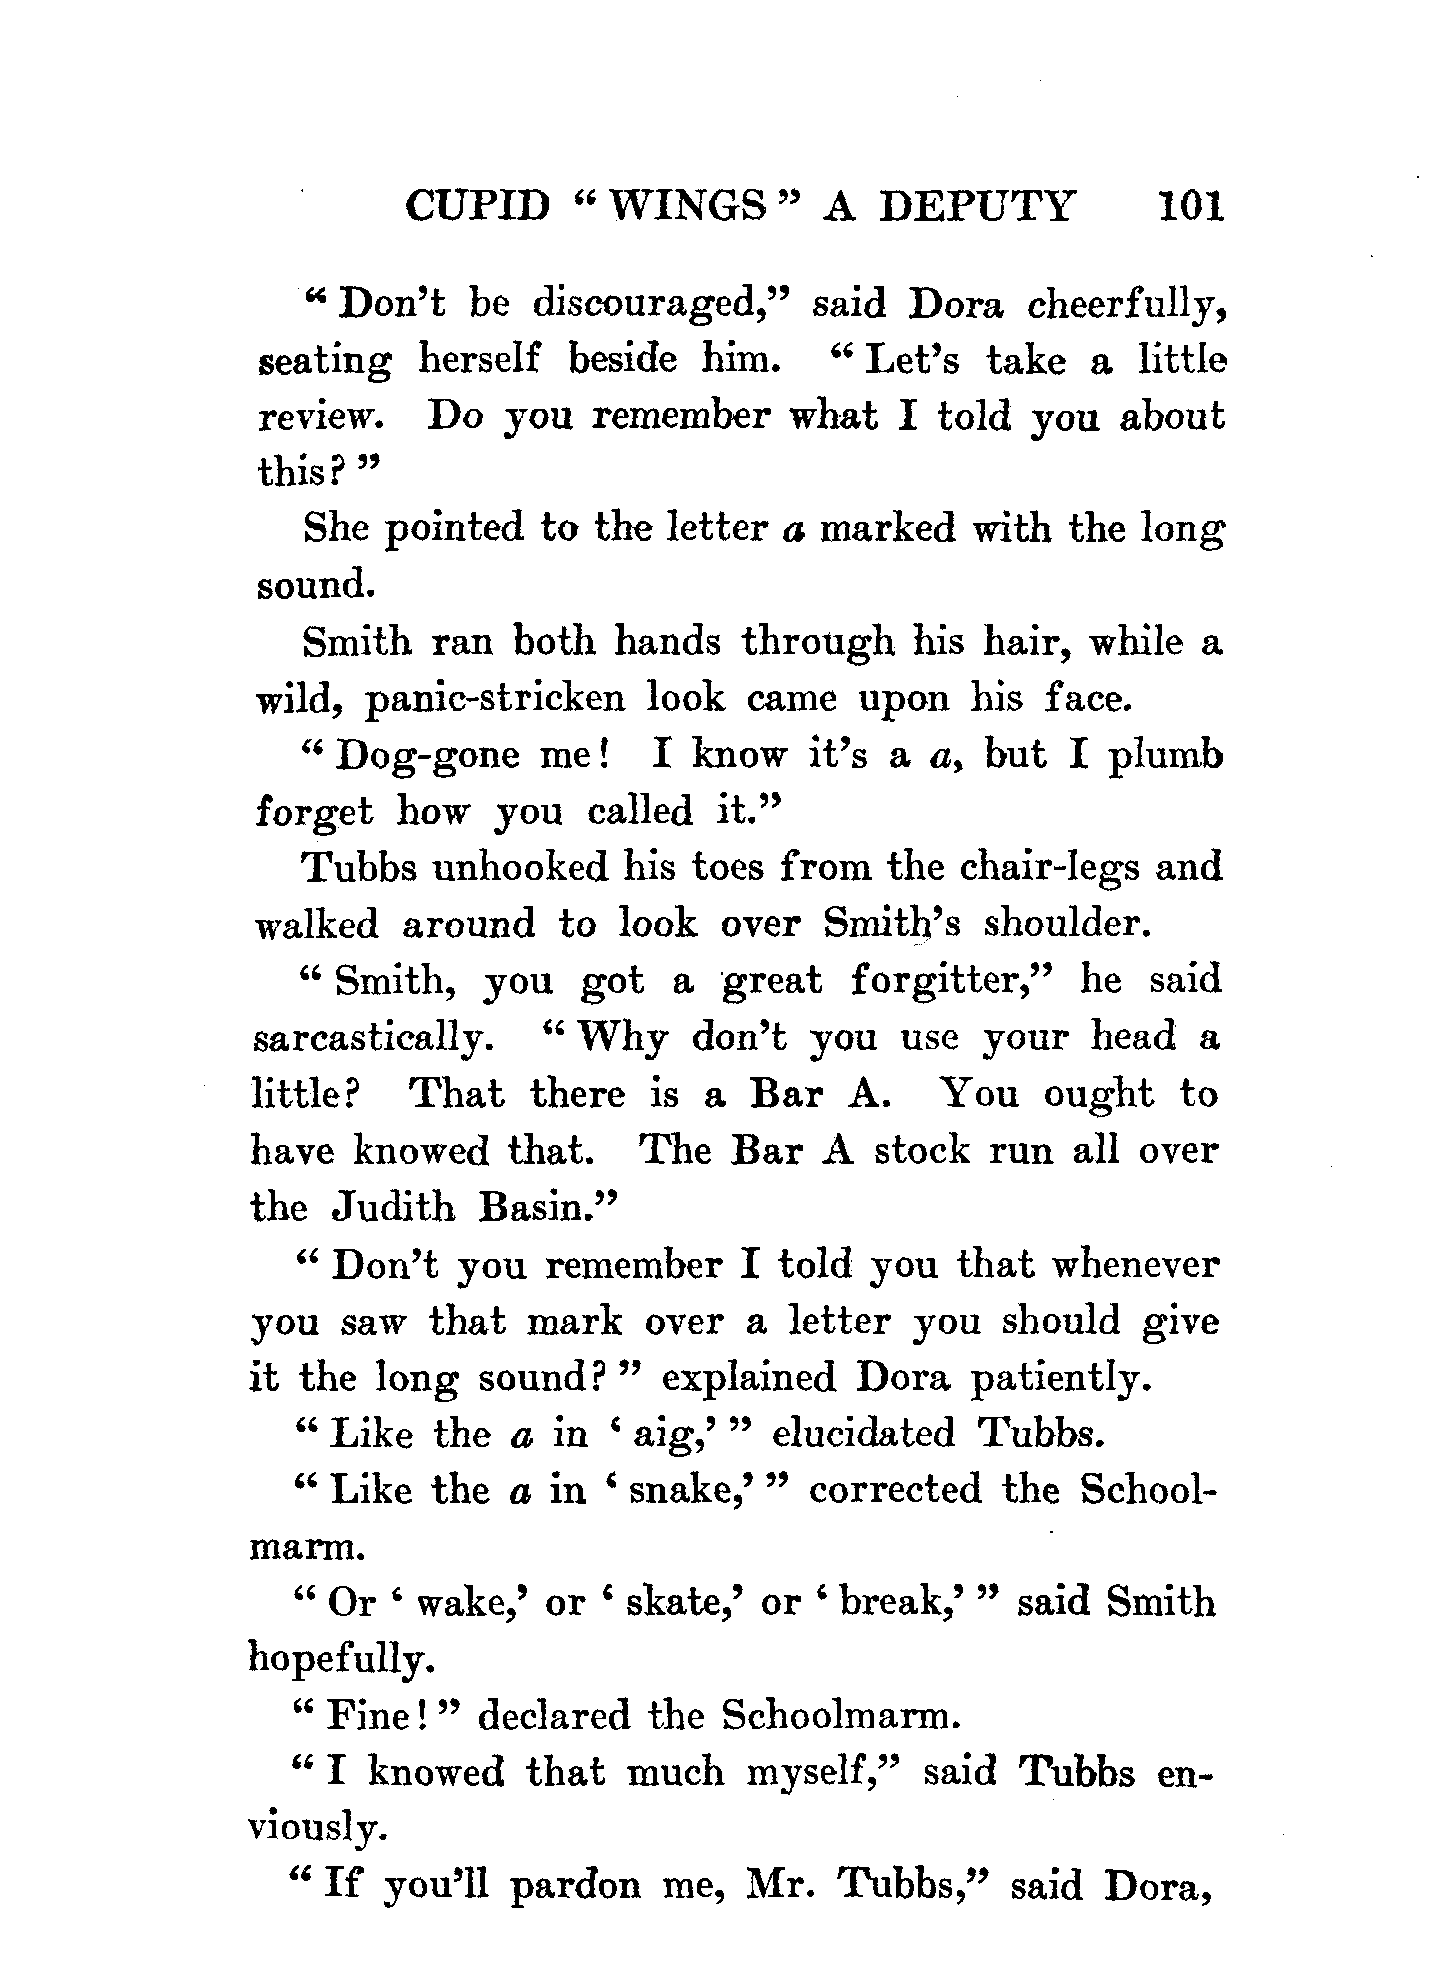 CUPID “ WINGS ” A DEPUTY 101
“ Don’t be discouraged,” said Dora cheerfully,
seating herself beside him. “ Let’s take a little
review. Do you remember what I told you about
this? ”
She pointed to the letter a marked with the long
sound.
Smith ran both hands through his hair, while a
wild, panic-stricken look came upon his face.
“ Dog-gone me! I know it’s a a, but I plumb
forget how you called it.”
Tubbs unhooked his toes from the chair-legs and
walked around to look over Smith’s shoulder.
“ Smith, you got a great forgitter,” he said
sarcastically. “ Why don’t you use your head a
little? That there is a Bar A. You ought to
have knowed that. The Bar A stock run all over
the Judith Basin.”
“ Don’t you remember I told you that whenever
you saw that mark over a letter you should give
it the long sound? ” explained Dora patiently.
“ Like the a in ‘ aig,’ ” elucidated Tubbs.
“ Like the a in ‘ snake,’ ” corrected the School-
marm.
“ Or ‘ wake,’ or ‘ skate,’ or ‘ break,’ ” said Smith
hopefully.
“ Fine! ” declared the Schoolmarm.
“ I knowed that much myself,” said Tubbs en-
viously.
“ If you’ll pardon me, Mr. Tubbs,” said Dora,